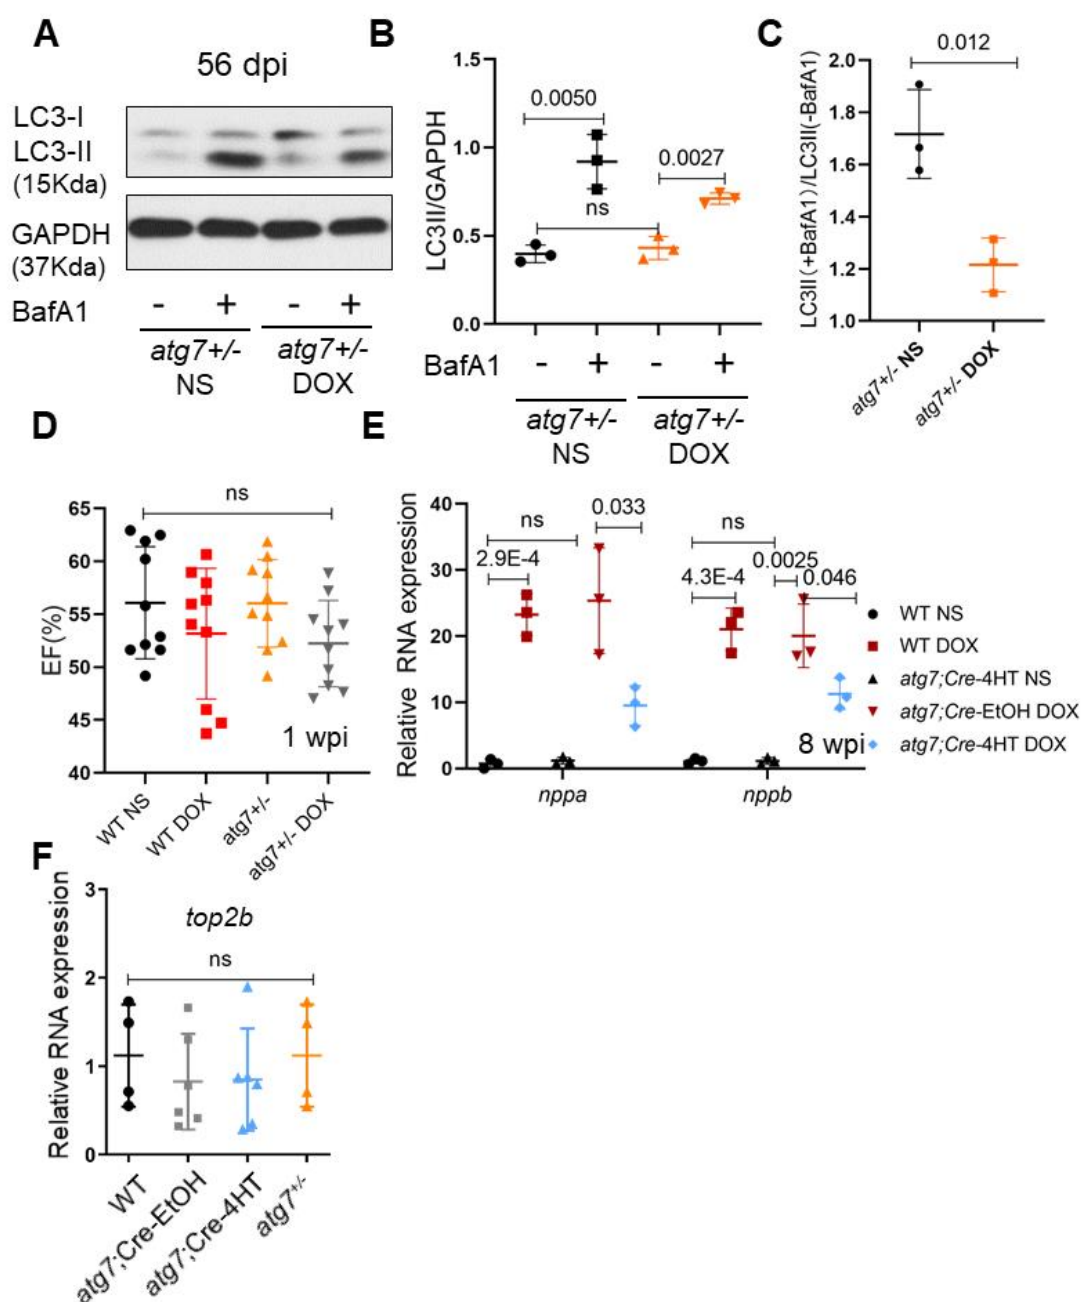 A
56 dpi
LC3-I
LC3-II
(15Kda)
GAPDH
(37Kda)
BafA1
- + - +
atg7+/- atg7+/-
NS DOX
B
LC3II/GAPDH
1.5
1.0
0.5
0.0
0.0050
0.0027
ns
BafA1
- + - +
atg7+/- atg7+/-
NS DOX
C
LC3II(+BafA1)/LC3II(-BafA1)
2.0
1.8
1.6
1.4
1.2
1.0
0.012
atg7+/- NS
atg7+/- DOX
D
EF(%)
65
60
55
50
45
40
ns
1 wpi
WT NS
WT DOX
atg7+/-
atg7+/- DOX
E
Relative RNA expression
40
30
20
10
0
ns
0.033
2.9E-4
ns
0.0025
4.3E-4
0.046
8 wpi
nppa
nppb
WT NS
WT DOX
atg7;Cre-4HT NS
atg7;Cre-EtOH DOX
atg7;Cre-4HT DOX
F
Relative RNA expression
3
2
1
0
top2b
ns
WT
atg7;Cre-EtOH
atg7;Cre-4HT
atg7+/-